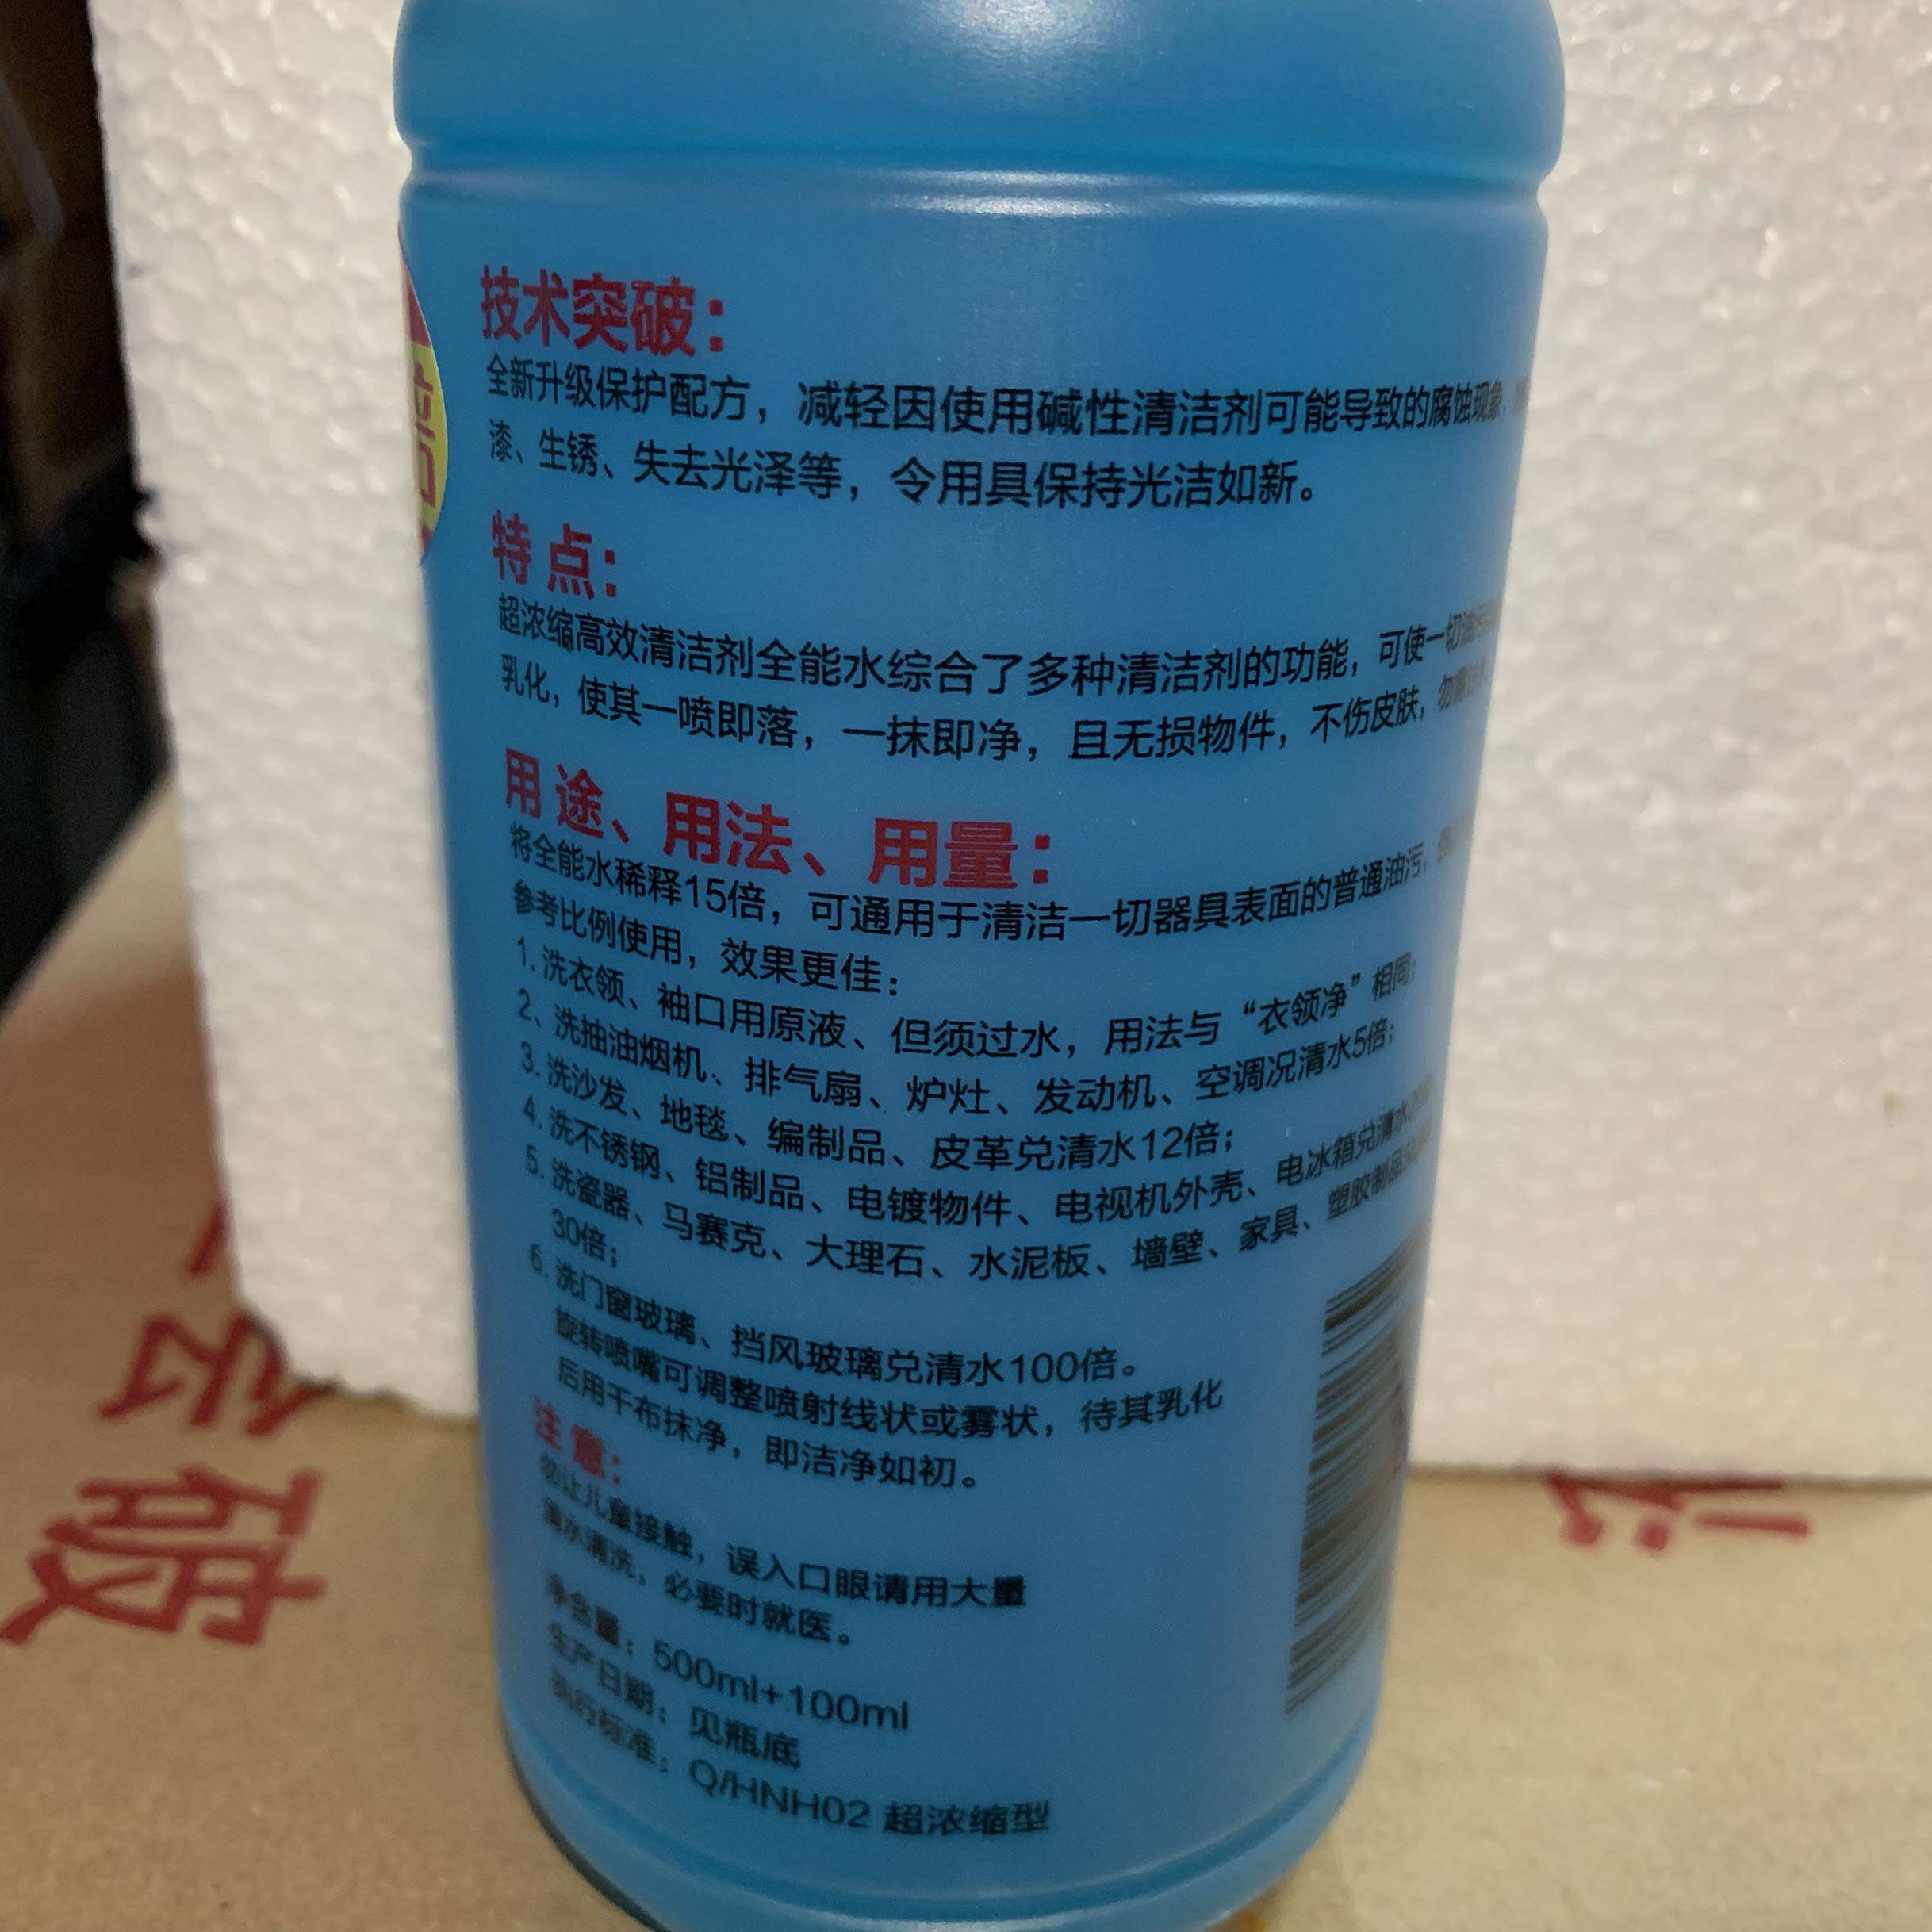 技术突破：
全新升级保护配方，减轻因使用碱性清洁剂可能导致的腐蚀现象，
漆、生锈、失去光泽等，令用具保持光洁如新。
特点：
超浓缩高效清洁剂全能水综合了多种清洁剂的功能，可使一切油
乳化，使其一喷即落，一抹即净，且无损物件，不伤皮肤，勿需
用途、用法、用量：
将全能水稀释15倍，可通用于清洁一切器具表面的普通油污，
参考比例使用，效果更佳：
1. 洗衣领、袖口用原液、但须过水，用法与“衣领净”相同；
2、洗抽油烟机、排气扇、炉灶、发动机、空调况清水5倍；
3. 洗沙发、地毯、编制品、皮革兑清水12倍；
4. 洗不锈钢、铝制品、电镀物件、电视机外壳、电冰箱兑清水
5. 洗瓷器、马赛克、大理石、水泥板、墙壁、家具、塑胶制品
30倍；
6. 洗门窗玻璃、挡风玻璃兑清水100倍。
旋转喷嘴可调整喷射线状或雾状，待其乳化
后用干布抹净，即洁净如初。
注意：
勿让儿童接触，误入口眼请用大量
清水清洗，必要时就医。
净含量：500ml+100ml
生产日期：见瓶底
执行标准：Q/HNH02 超浓缩型
破